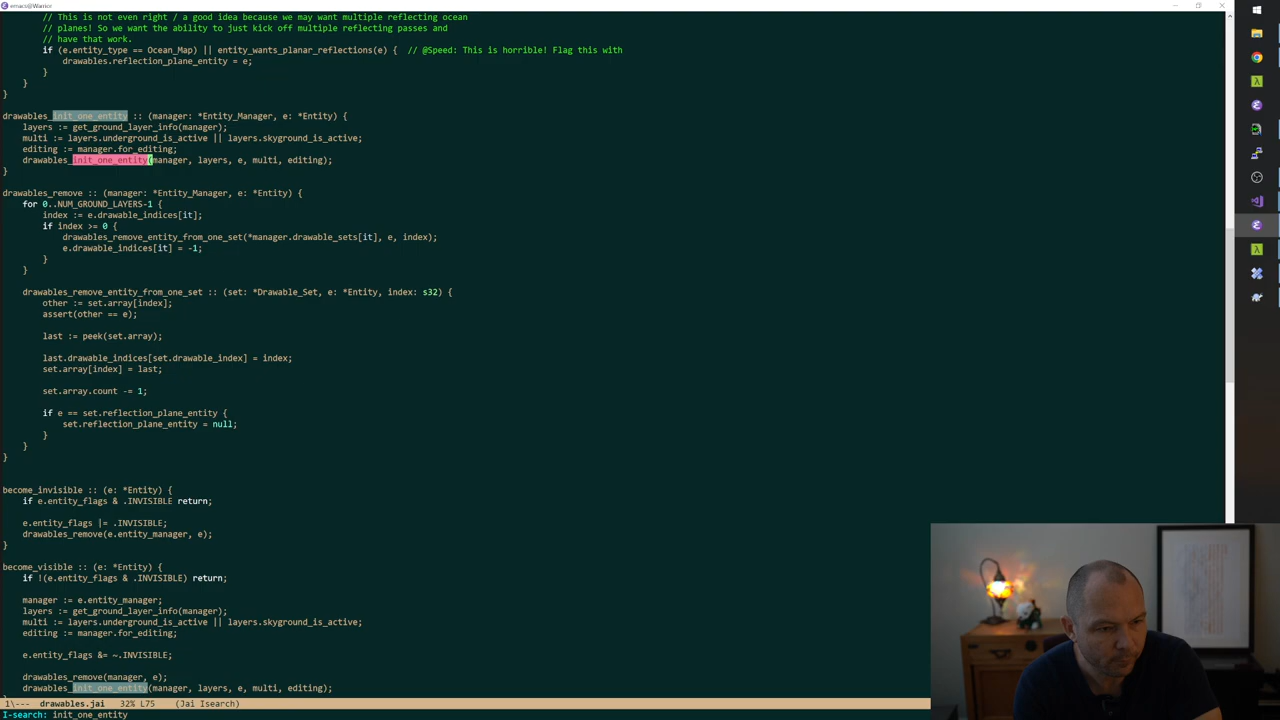 emacs@Warrior
// This is not even right / a good idea because we may want multiple reflecting ocean
// planes! So we want the ability to just kick off multiple reflecting passes and
// have that work.
if (e.entity_type == Ocean_Map) || entity_wants_planar_reflections(e) {  // @Speed: This is horrible! Flag this with
drawables.reflection_plane_entity = e;
}
}
}
drawables_init_one_entity :: (manager: *Entity_Manager, e: *Entity) {
layers := get_ground_layer_info(manager);
multi := layers.underground_is_active || layers.skyground_is_active;
editing := manager.for_editing;
drawables_init_one_entity(manager, layers, e, multi, editing);
}
drawables_remove :: (manager: *Entity_Manager, e: *Entity) {
for 0..NUM_GROUND_LAYERS-1 {
index := e.drawable_indices[it];
if index >= 0 {
drawables_remove_entity_from_one_set(*manager.drawable_sets[it], e, index);
e.drawable_indices[it] = -1;
}
}
drawables_remove_entity_from_one_set :: (set: *Drawable_Set, e: *Entity, index: s32) {
other := set.array[index];
assert(other == e);
last := peek(set.array);
last.drawable_indices[set.drawable_index] = index;
set.array[index] = last;
set.array.count -= 1;
if e == set.reflection_plane_entity {
set.reflection_plane_entity = null;
}
}
}
become_invisible :: (e: *Entity) {
if e.entity_flags & .INVISIBLE return;
e.entity_flags |= .INVISIBLE;
drawables_remove(e.entity_manager, e);
}
become_visible :: (e: *Entity) {
if !(e.entity_flags & .INVISIBLE) return;
manager := e.entity_manager;
layers := get_ground_layer_info(manager);
multi := layers.underground_is_active || layers.skyground_is_active;
editing := manager.for_editing;
e.entity_flags &= ~.INVISIBLE;
drawables_remove(manager, e);
drawables_init_one_entity(manager, layers, e, multi, editing);
1\---  drawables.jai   32% L75   (Jai Isearch)
I-search: init_one_entity